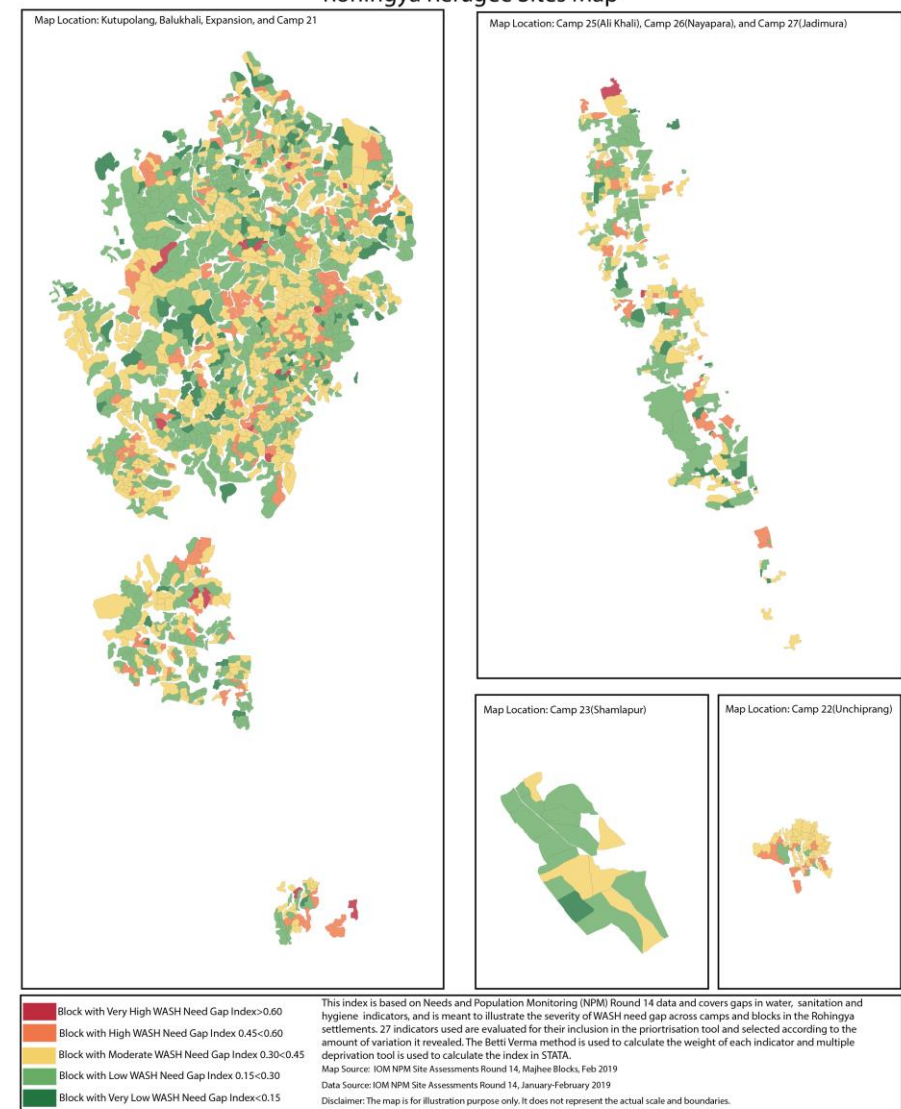 Rohingya Refugee Sites Map
Map Location: Kutupolang, Balukhali, Expansion, and Camp 21
Map Location: Camp 25(Ali Khali), Camp 26(Nayapara), and Camp 27(Jadimura)
Map Location: Camp 23(Shamlapur)
Map Location: Camp 22(Unchiprang)
Block with Very High WASH Need Gap Index>0.60
Block with High WASH Need Gap Index 0.45<0.60
Block with Moderate WASH Need Gap Index 0.30<0.45
Block with Low WASH Need Gap Index 0.15<0.30
Block with Very Low WASH Need Gap Index<0.15
This index is based on Needs and Population Monitoring (NPM) Round 14 data and covers gaps in water, sanitation and
hygiene indicators, and is meant to illustrate the severity of WASH need gap across camps and blocks in the Rohingya
settlements. 27 indicators used are evaluated for their inclusion in the priortrisation tool and selected according to the
amount of variation it revealed. The Betti Verma method is used to calculate the weight of each indicator and multiple
deprivation tool is used to calculate the index in STATA.
Map Source: IOM NPM Site Assessments Round 14, Majhee Blocks, Feb 2019
Data Source: IOM NPM Site Assessments Round 14, January-February 2019
Disclaimer: The map is for illustration purpose only. It does not represent the actual scale and boundaries.